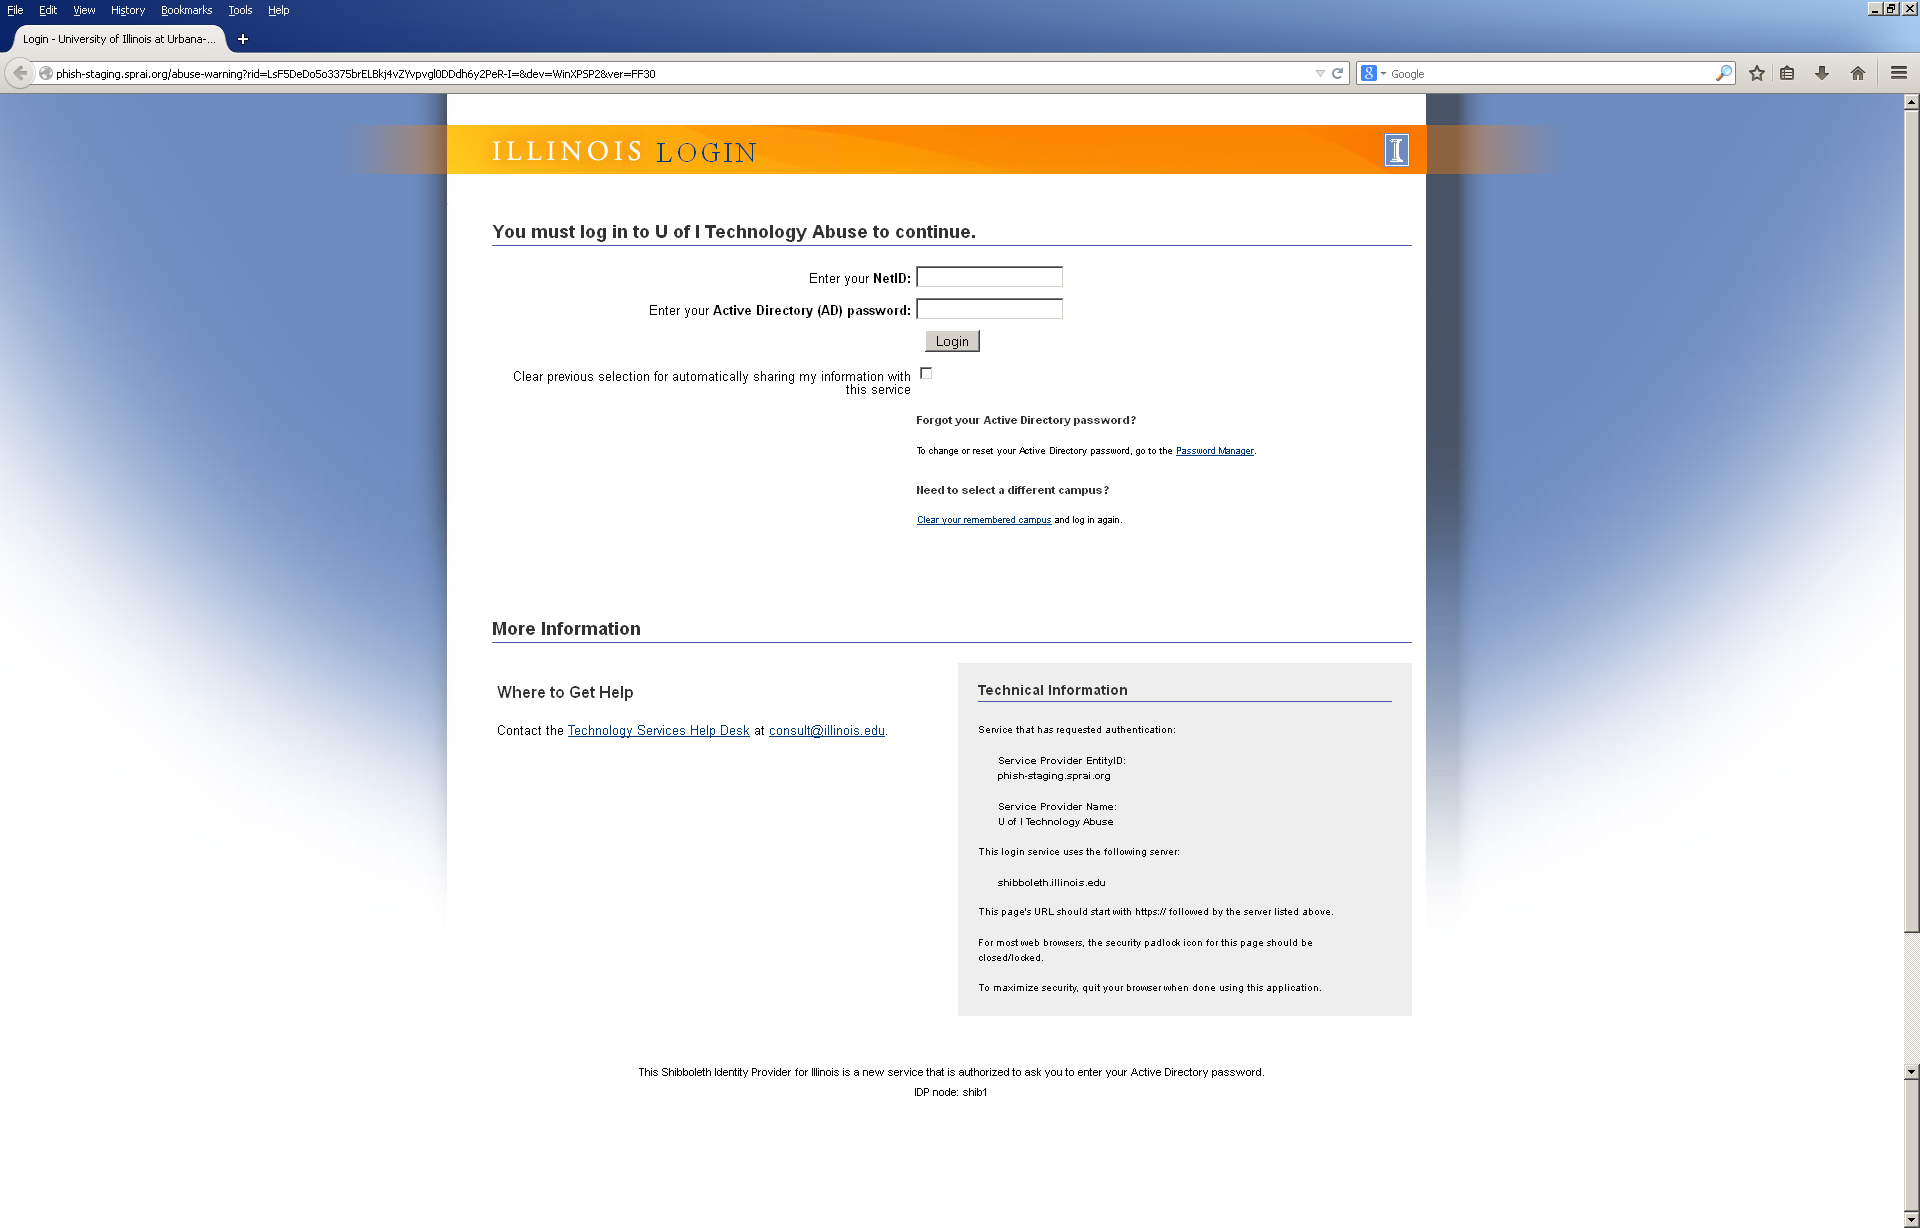 File Edit View History Bookmarks Tools Help
Login - University of Illinois at Urbana-...
phish-staging.sprai.org/abuse-warning?rid=LsF5DeDo5o3375brELBkj4vZYvpvgl0DDdh6y2PeR-I=&dev=WinXPSP2&ver=FF30
Google
ILLINOIS LOGIN
You must log in to U of I Technology Abuse to continue.
Enter your NetID:
Enter your Active Directory (AD) password:
Login
Clear previous selection for automatically sharing my information with
this service
Forgot your Active Directory password?
To change or reset your Active Directory password, go to the Password Manager.
Need to select a different campus?
Clear your remembered campus and log in again.
More Information
Where to Get Help
Contact the Technology Services Help Desk at consult@illinois.edu.
Technical Information
Service that has requested authentication:
Service Provider EntityID:
phish-staging.sprai.org
Service Provider Name:
U of I Technology Abuse
This login service uses the following server:
shibboleth.illinois.edu
This page's URL should start with https:// followed by the server listed above.
For most web browsers, the security padlock icon for this page should be
closed/locked.
To maximize security, quit your browser when done using this application.
This Shibboleth Identity Provider for Illinois is a new service that is authorized to ask you to enter your Active Directory password.
IDP node: shib1